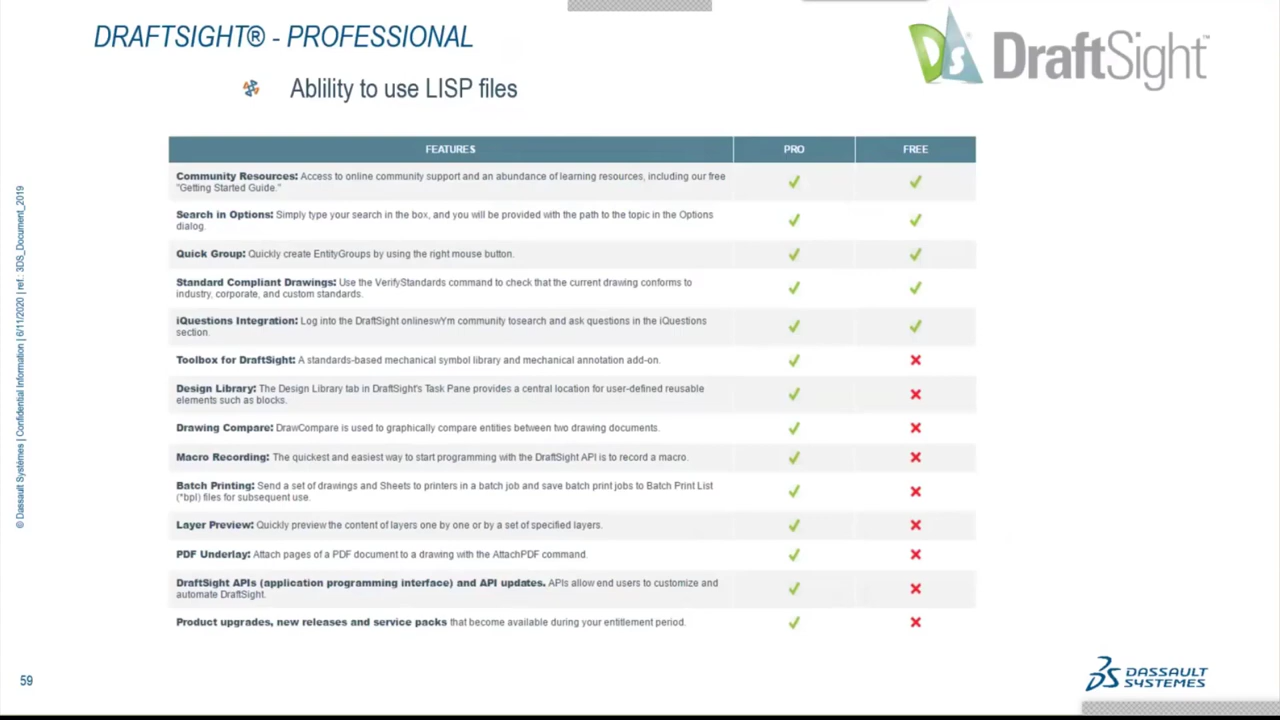 DRAFTSIGHT® - PROFESSIONAL
DraftSight™
Ablility to use LISP files
FEATURES PRO FREE
Community Resources: Access to online community support and an abundance of learning resources, including our free
"Getting Started Guide."
Search in Options: Simply type your search in the box, and you will be provided with the path to the topic in the Options
dialog.
Quick Group: Quickly create EntityGroups by using the right mouse button.
Standard Compliant Drawings: Use the VerifyStandards command to check that the current drawing conforms to
industry, corporate, and custom standards.
iQuestions Integration: Log into the DraftSight onlineswYm community tosearch and ask questions in the iQuestions
section.
Toolbox for DraftSight: A standards-based mechanical symbol library and mechanical annotation add-on.
Design Library: The Design Library tab in DraftSight's Task Pane provides a central location for user-defined reusable
elements such as blocks.
Drawing Compare: DrawCompare is used to graphically compare entities between two drawing documents.
Macro Recording: The quickest and easiest way to start programming with the DraftSight API is to record a macro.
Batch Printing: Send a set of drawings and Sheets to printers in a batch job and save batch print jobs to Batch Print List
(*bpl) files for subsequent use.
Layer Preview: Quickly preview the content of layers one by one or by a set of specified layers.
PDF Underlay: Attach pages of a PDF document to a drawing with the AttachPDF command.
DraftSight APIs (application programming interface) and API updates. APIs allow end users to customize and
automate DraftSight.
Product upgrades, new releases and service packs that become available during your entitlement period.
© Dassault Systèmes | Confidential Information | 6/11/2020 | ref.: 3DS_Document_2019
59
DASSAULT
SYSTEMES